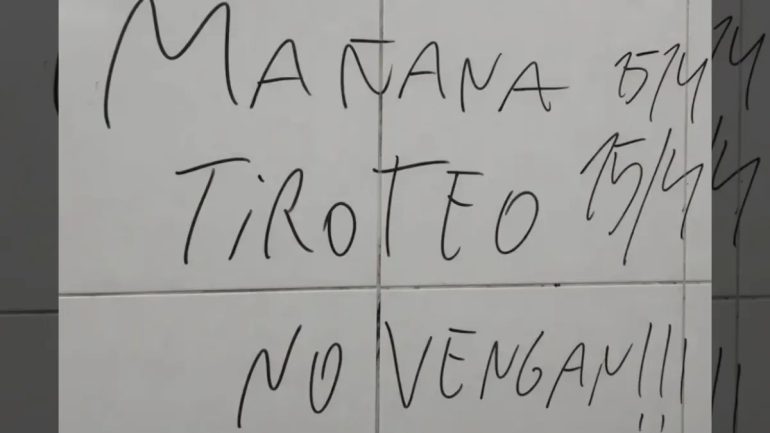 MAÑANA 15/4
TiROTEO 15/4
NO VENGAN!!!